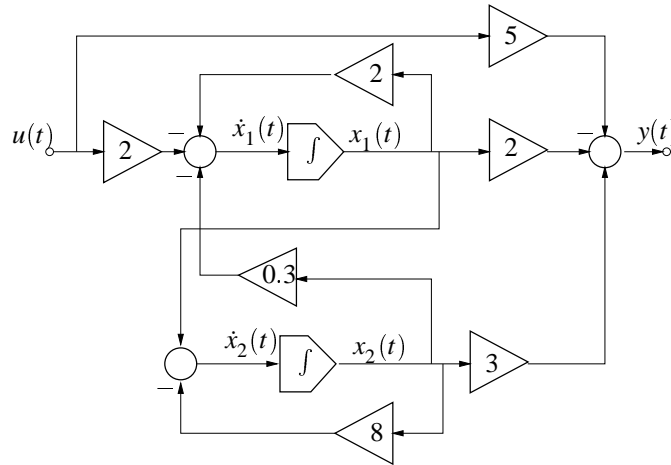 5
2
u(t)
−
ẋ₁(t)
x₁(t)
−
y(t)
2
∫
2
−
0.3
ẋ₂(t)
x₂(t)
∫
3
−
8